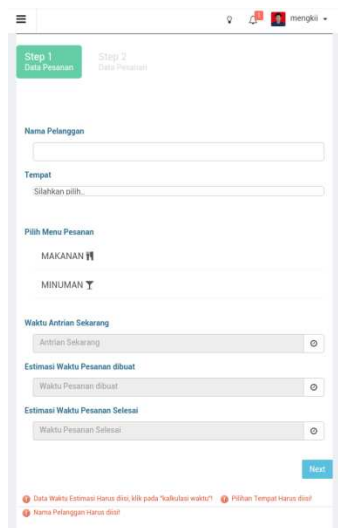 1 mengkii
Step 1 Step 2
Data Pesanan Data Pesanan
Nama Pelanggan
Tempat
Silahkan pilih..
Pilih Menu Pesanan
MAKANAN
MINUMAN
Waktu Antrian Sekarang
Antrian Sekarang
Estimasi Waktu Pesanan dibuat
Waktu Pesanan dibuat
Estimasi Waktu Pesanan Selesai
Waktu Pesanan Selesai
Next
Data Waktu Estimasi Harus diisi, klik pada "kalkulasi waktu"! Pilihan Tempat Harus diisi!
Nama Pelanggan Harus diisi!